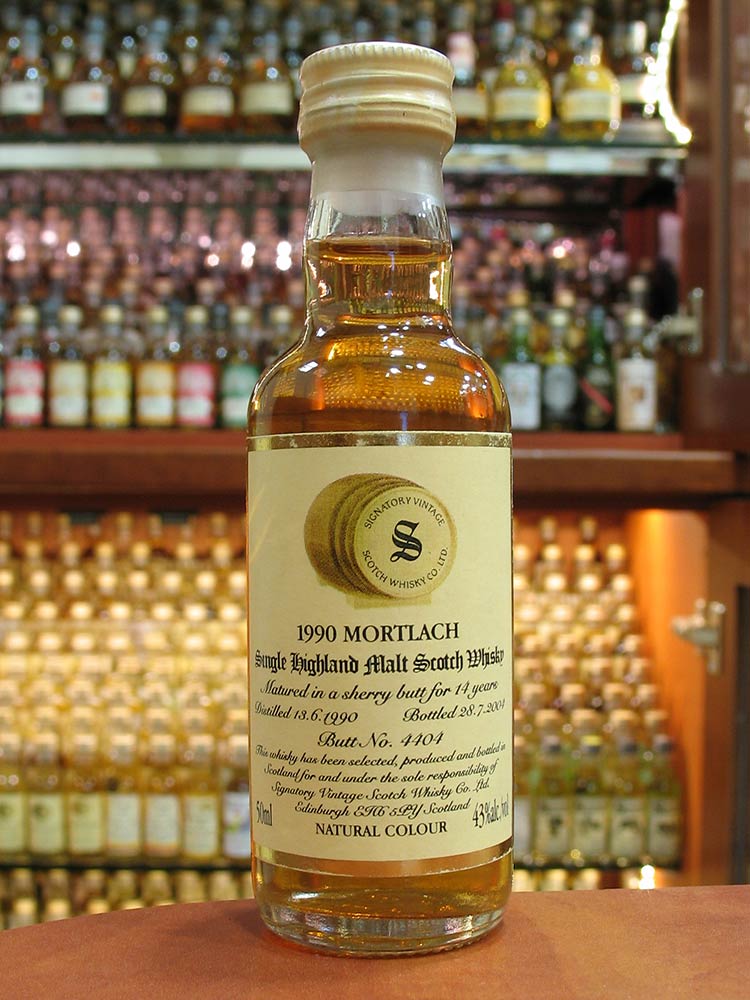 SIGNATORY VINTAGE
S
SCOTCH WHISKY CO. LTD.
1990 MORTLACH
Single Highland Malt Scotch Whisky
Matured in a sherry butt for 14 years
Distilled 13.6.1990 Bottled 28.7.2004
Butt No. 4404
This whisky has been selected, produced and bottled in
Scotland for and under the sole responsibility of
Signatory Vintage Scotch Whisky Co. Ltd.
Edinburgh EH6 5PY Scotland
50ml 43%alc./vol
NATURAL COLOUR